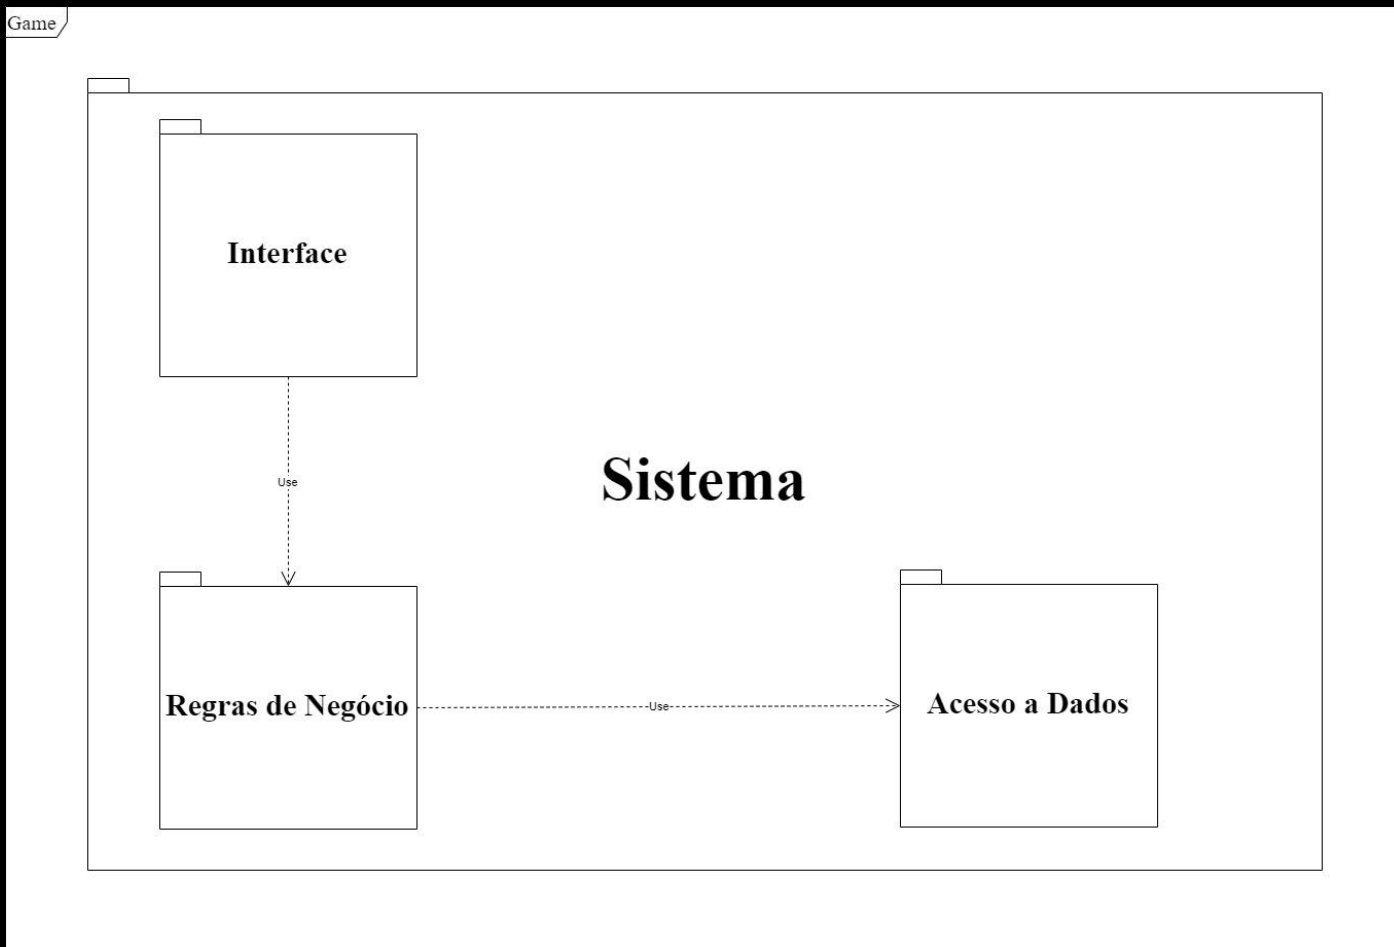 Game
Interface
Use
Sistema
Regras de Negócio
Use
Acesso a Dados